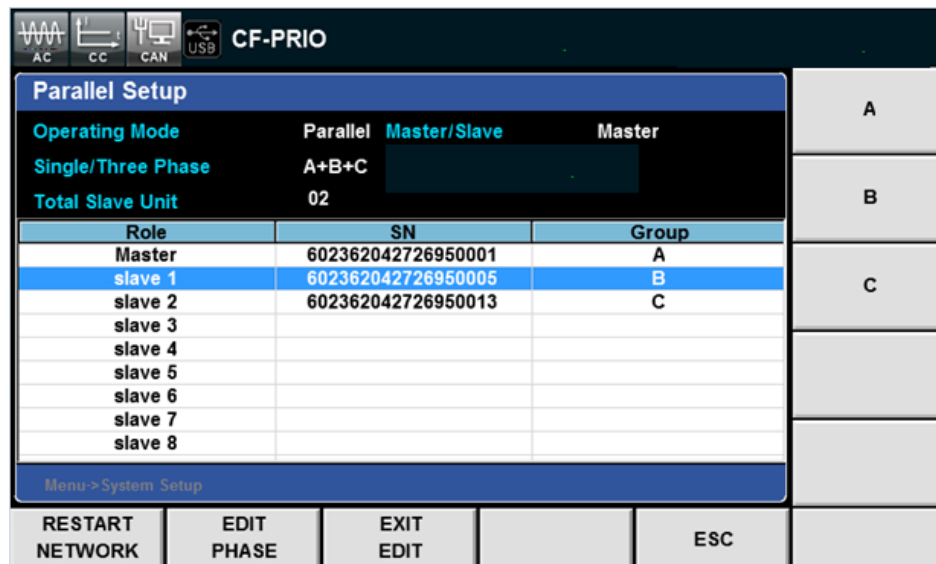 AC CC CAN USB CF-PRIO
Parallel Setup
Operating Mode Parallel Master/Slave Master
Single/Three Phase A+B+C
Total Slave Unit 02
Role SN Group
Master 602362042726950001 A
slave 1 602362042726950005 B
slave 2 602362042726950013 C
slave 3
slave 4
slave 5
slave 6
slave 7
slave 8
Menu->System Setup
A
B
C
RESTART NETWORK
EDIT PHASE
EXIT EDIT
ESC